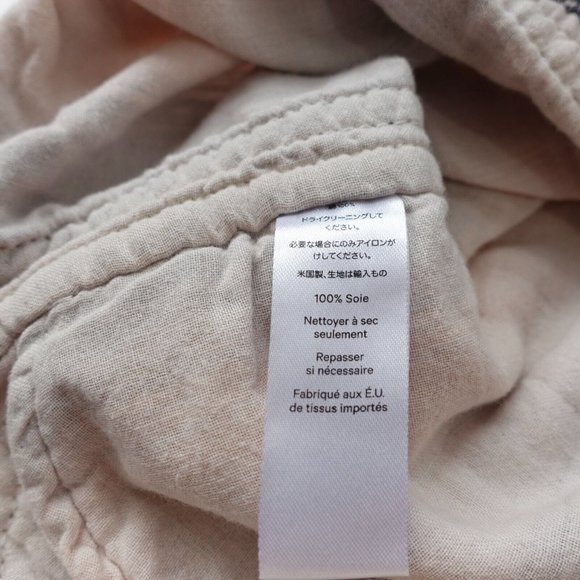 ドライクリーニングして
ください。
必要な場合にのみアイロンが
けしてください。
米国製、生地は輸入もの
100% Soie
Nettoyer à sec
seulement
Repasser
si nécessaire
Fabriqué aux É.U.
de tissus importés